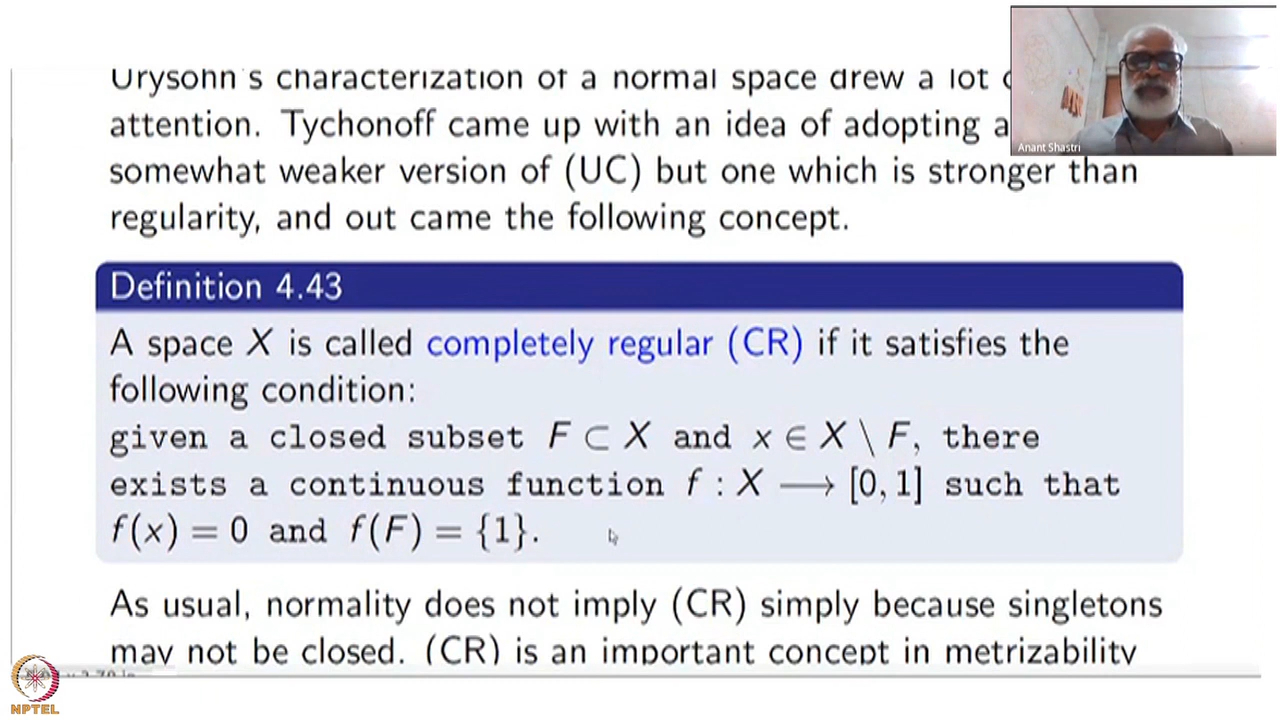 Urysohn's characterization of a normal space drew a lot
attention. Tychonoff came up with an idea of adopting a
somewhat weaker version of (UC) but one which is stronger than
regularity, and out came the following concept.
Definition 4.43
A space X is called completely regular (CR) if it satisfies the
following condition:
given a closed subset F ⊂ X and x ∈ X \ F, there
exists a continuous function f : X ⟶ [0, 1] such that
f(x) = 0 and f(F) = {1}.
As usual, normality does not imply (CR) simply because singletons
may not be closed. (CR) is an important concept in metrizability
Anant Shastri
NPTEL